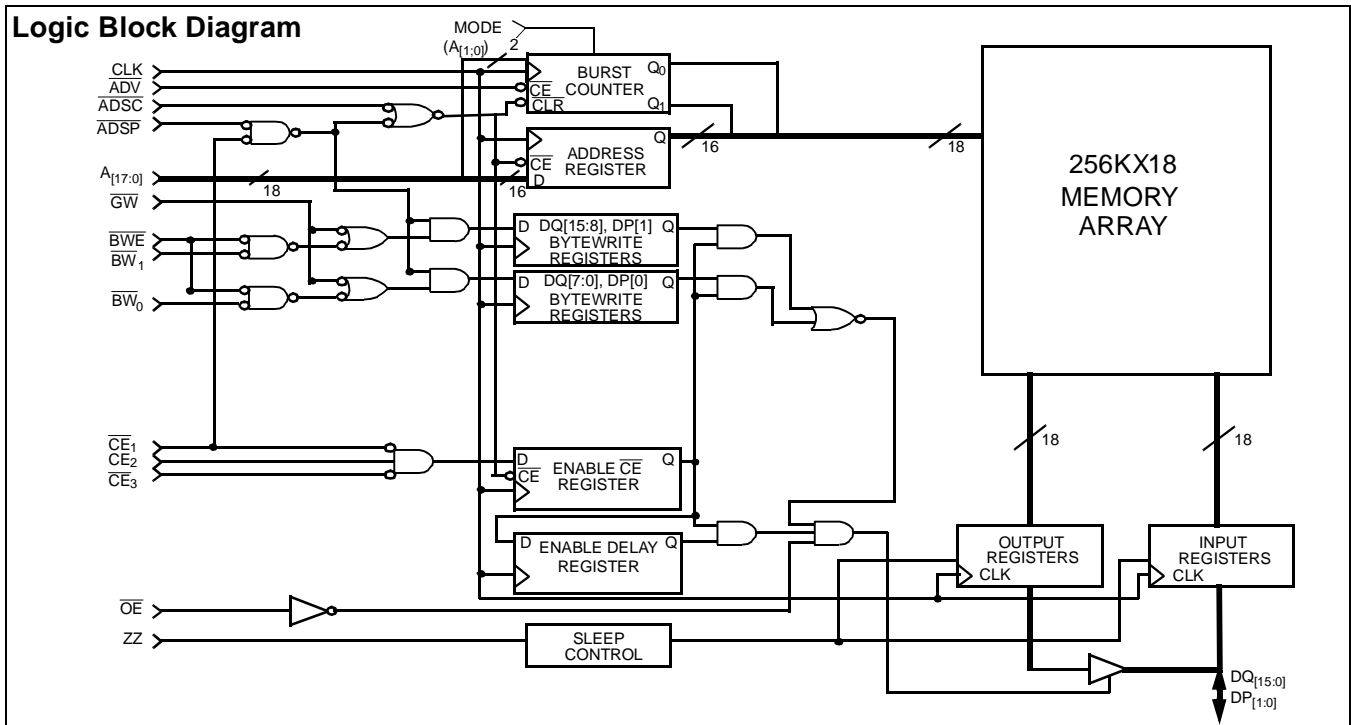 Logic Block Diagram
MODE
(A[1;0])
2
CLK
ADV
ADSC
ADSP
A[17:0]
GW
BWE
BW1
BW0
CE1
CE2
CE3
OE
ZZ
18
16
BURST
COUNTER
CE
CLR
Q0
Q1
ADDRESS
REGISTER
CE
D
Q
16
18
D
DQ[15:8], DP[1]
Q
BYTEWRITE
REGISTERS
D
DQ[7:0], DP[0]
Q
BYTEWRITE
REGISTERS
D
ENABLE CE
Q
CE
REGISTER
D
ENABLE DELAY
Q
REGISTER
SLEEP
CONTROL
256KX18
MEMORY
ARRAY
18
18
OUTPUT
REGISTERS
CLK
INPUT
REGISTERS
CLK
DQ[15:0]
DP[1:0]